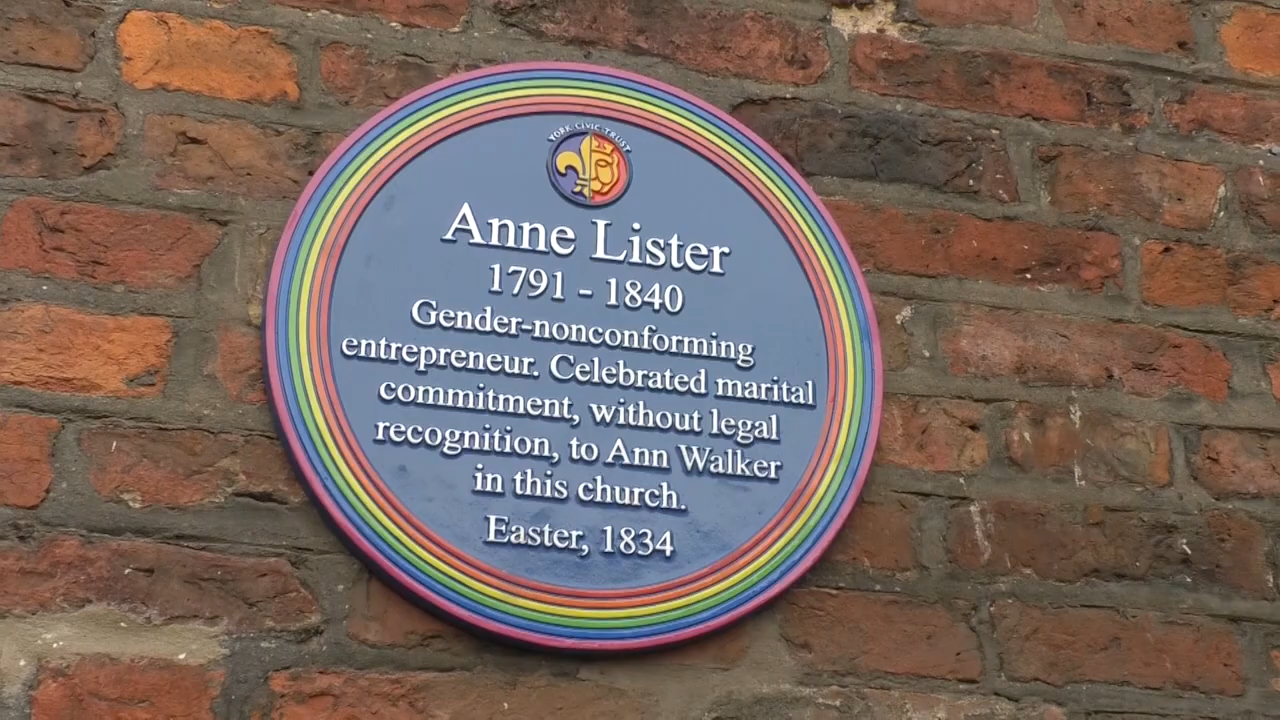 YORK CIVIC TRUST
Anne Lister
1791 - 1840
Gender-nonconforming
entrepreneur. Celebrated marital
commitment, without legal
recognition, to Ann Walker
in this church.
Easter, 1834